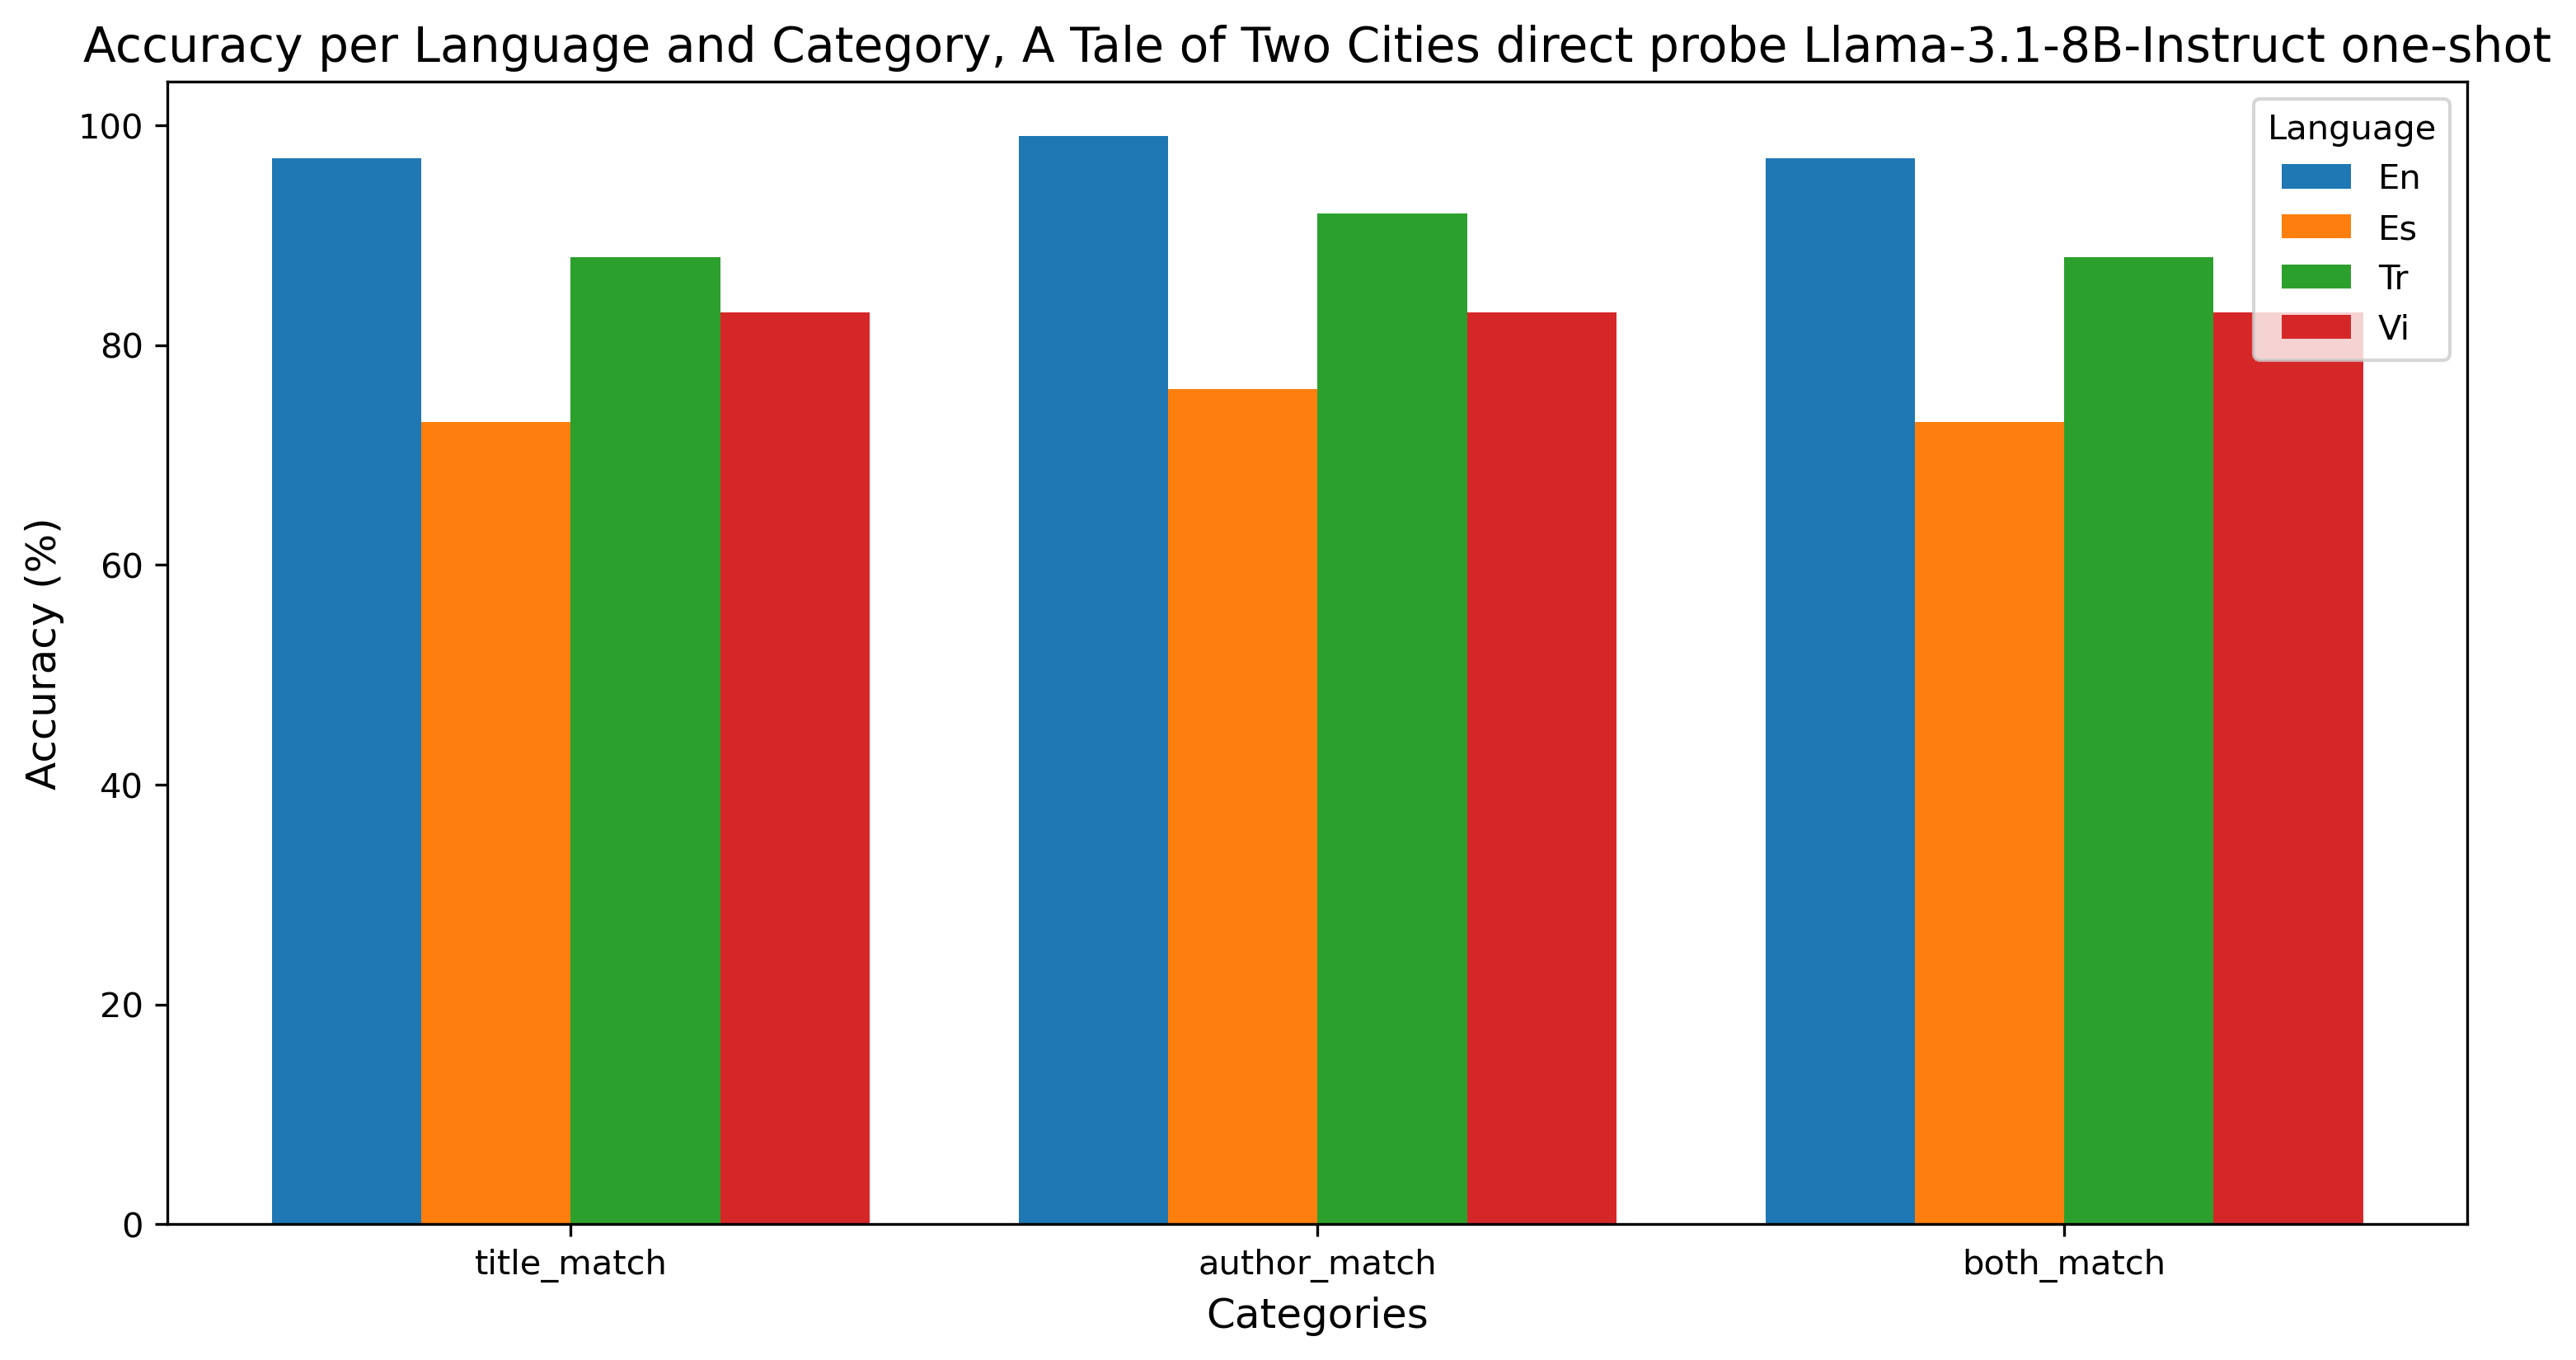 Accuracy per Language and Category, A Tale of Two Cities direct probe Llama-3.1-8B-Instruct one-shot
Language
En
Es
Tr
Vi
100
80
60
40
20
0
Accuracy (%)
title_match
author_match
both_match
Categories